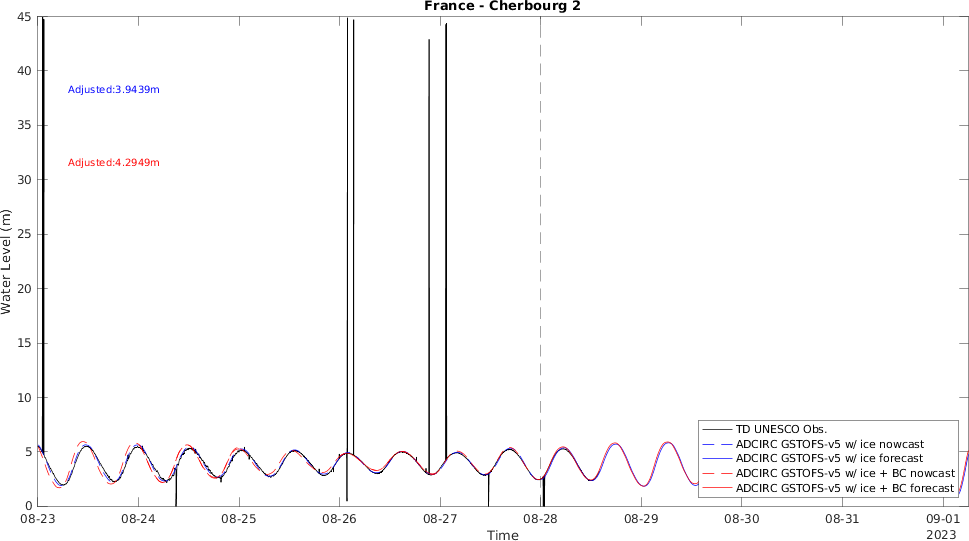 France - Cherbourg 2
45
40
35
30
25
20
15
10
5
0
Water Level (m)
Adjusted:3.9439m
Adjusted:4.2949m
TD UNESCO Obs.
ADCIRC GSTOFS-v5 w/ ice nowcast
ADCIRC GSTOFS-v5 w/ ice forecast
ADCIRC GSTOFS-v5 w/ ice + BC nowcast
ADCIRC GSTOFS-v5 w/ ice + BC forecast
08-23 08-24 08-25 08-26 08-27 08-28 08-29 08-30 08-31 09-01
2023
Time